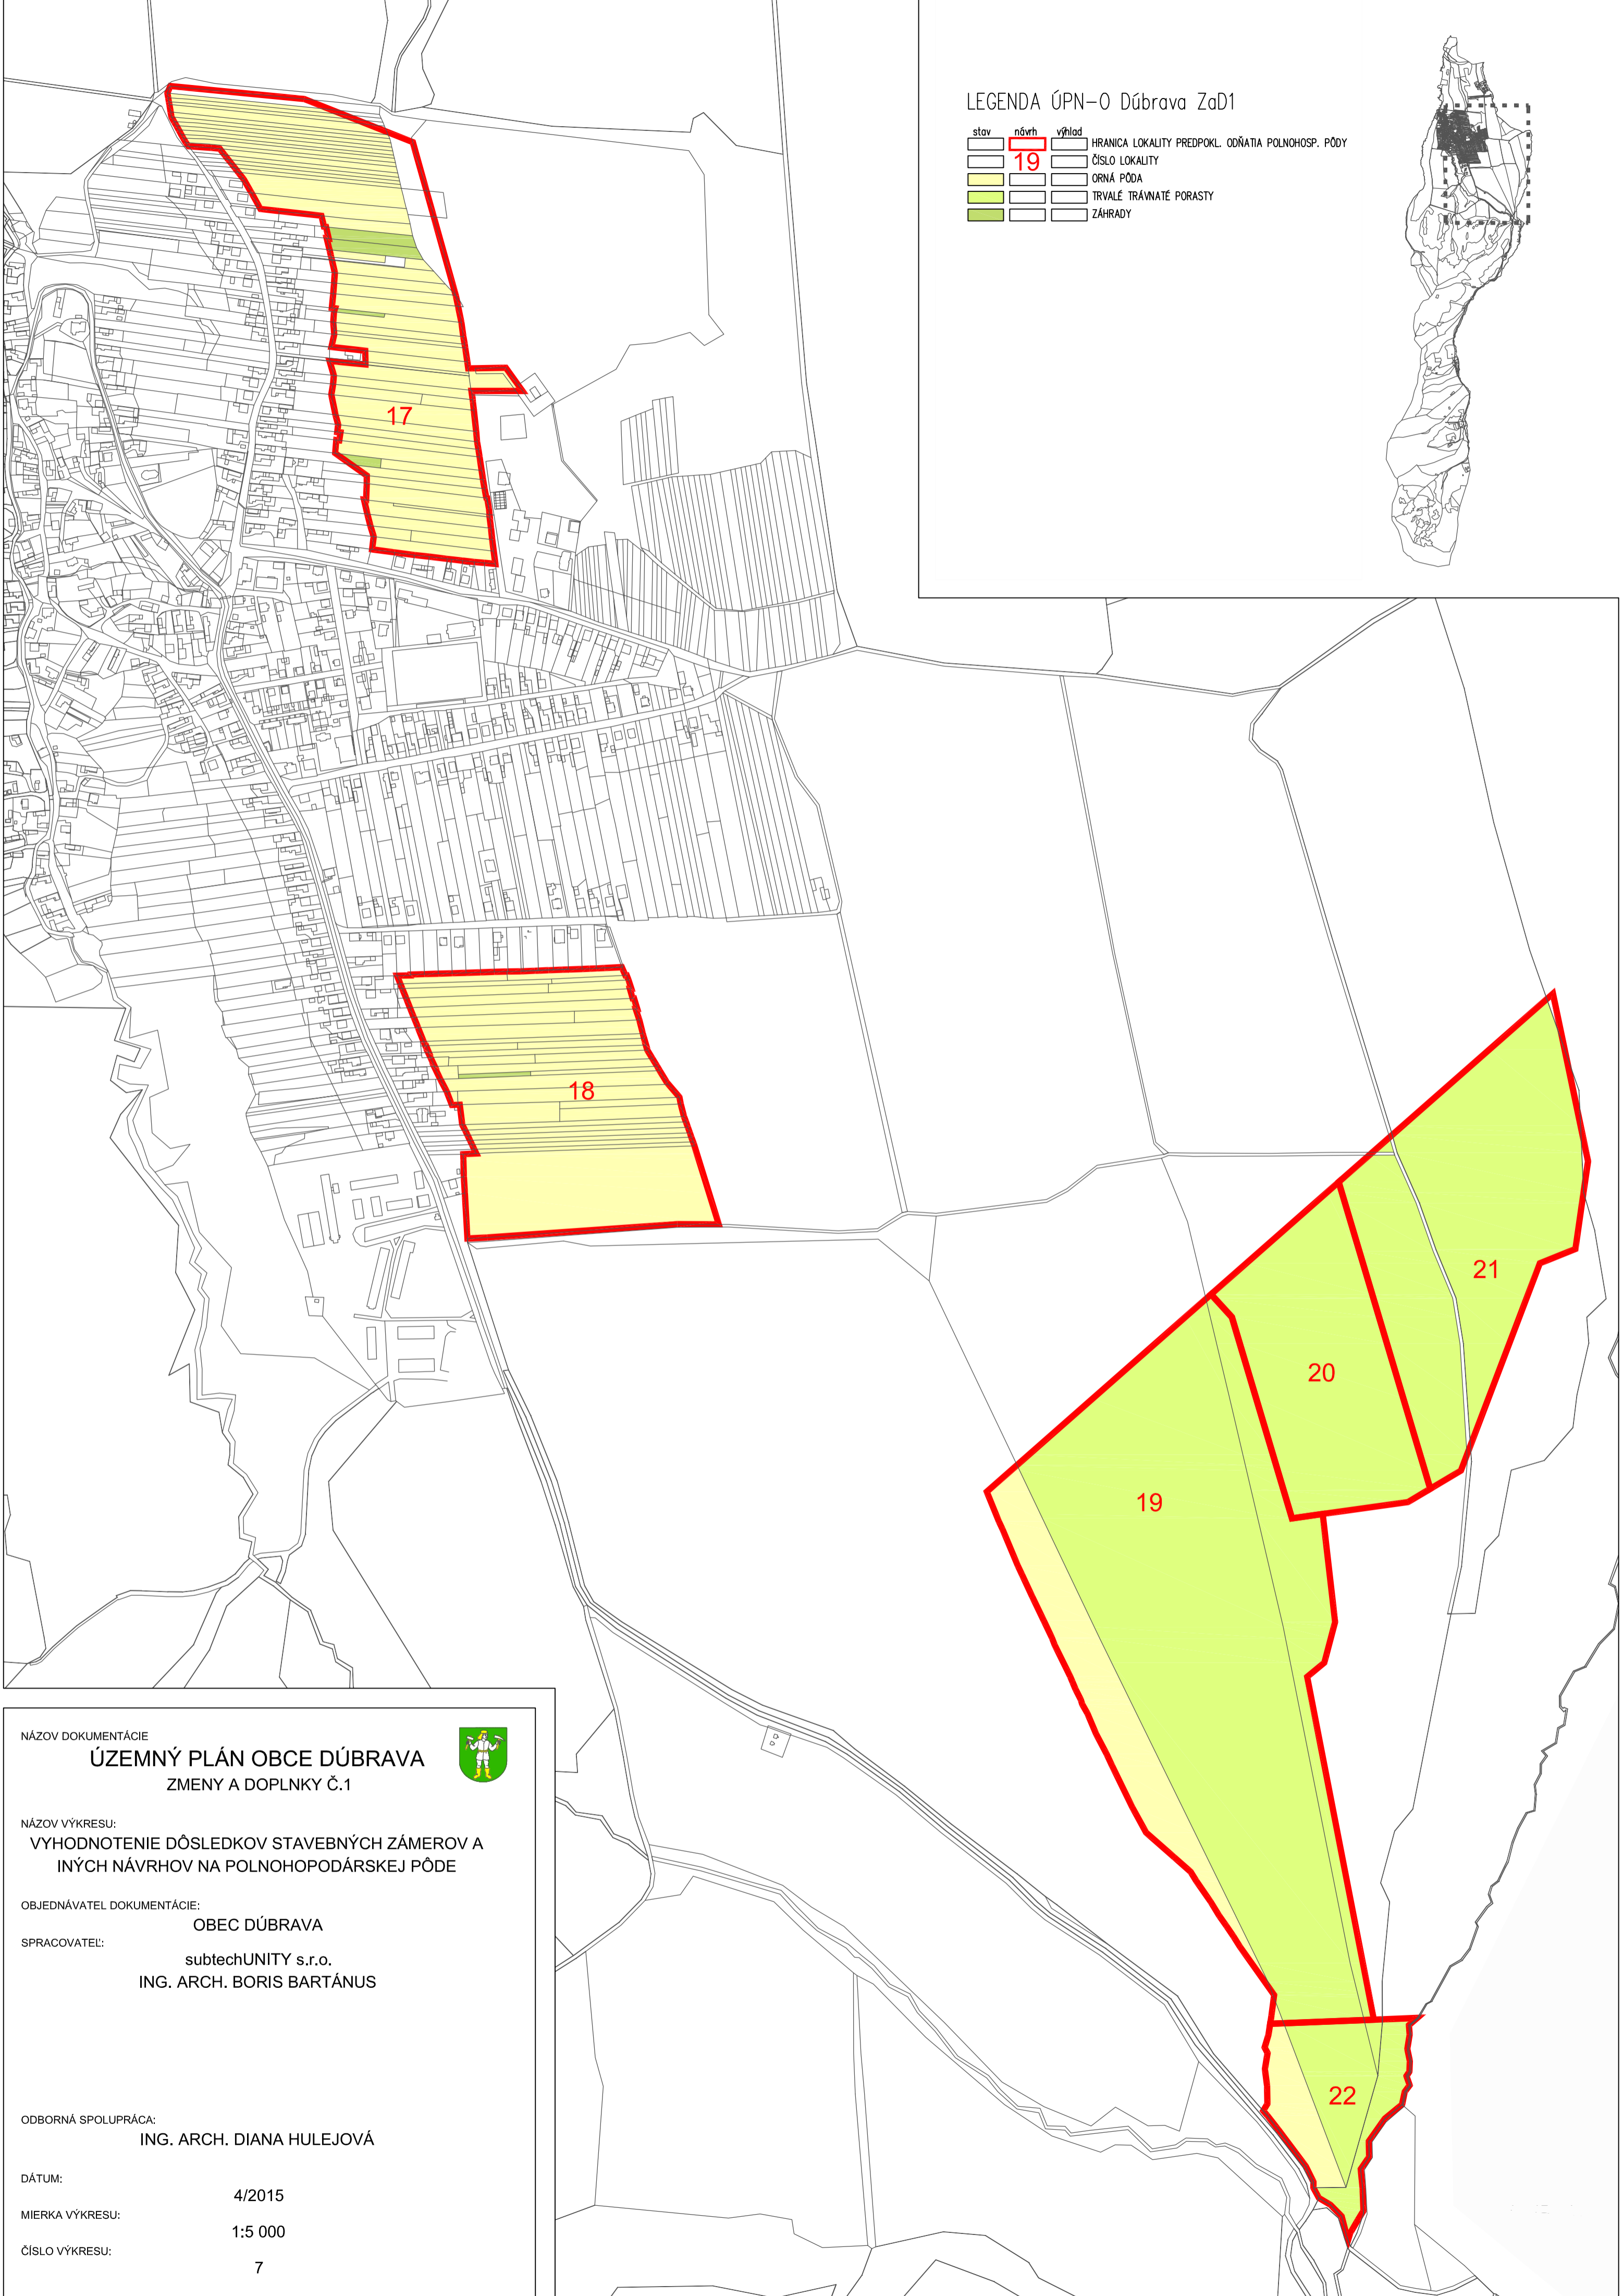 LEGENDA ÚPN-O Dúbrava ZaD1
stav návrh výhlad
HRANICA LOKALITY PREDPOKL. ODŇATIA POLNOHOSP. PÔDY
19 ČÍSLO LOKALITY
ORNÁ PÔDA
TRVALÉ TRÁVNATÉ PORASTY
ZÁHRADY
17
18
21
20
19
22
NÁZOV DOKUMENTÁCIE
ÚZEMNÝ PLÁN OBCE DÚBRAVA
ZMENY A DOPLNKY Č.1
NÁZOV VÝKRESU:
VYHODNOTENIE DÔSLEDKOV STAVEBNÝCH ZÁMEROV A
INÝCH NÁVRHOV NA POLNOHOPODÁRSKEJ PÔDE
OBJEDNÁVATEL DOKUMENTÁCIE:
OBEC DÚBRAVA
SPRACOVATEĽ:
subtechUNITY s.r.o.
ING. ARCH. BORIS BARTÁNUS
ODBORNÁ SPOLUPRÁCA:
ING. ARCH. DIANA HULEJOVÁ
DÁTUM:
4/2015
MIERKA VÝKRESU:
1:5 000
ČÍSLO VÝKRESU:
7